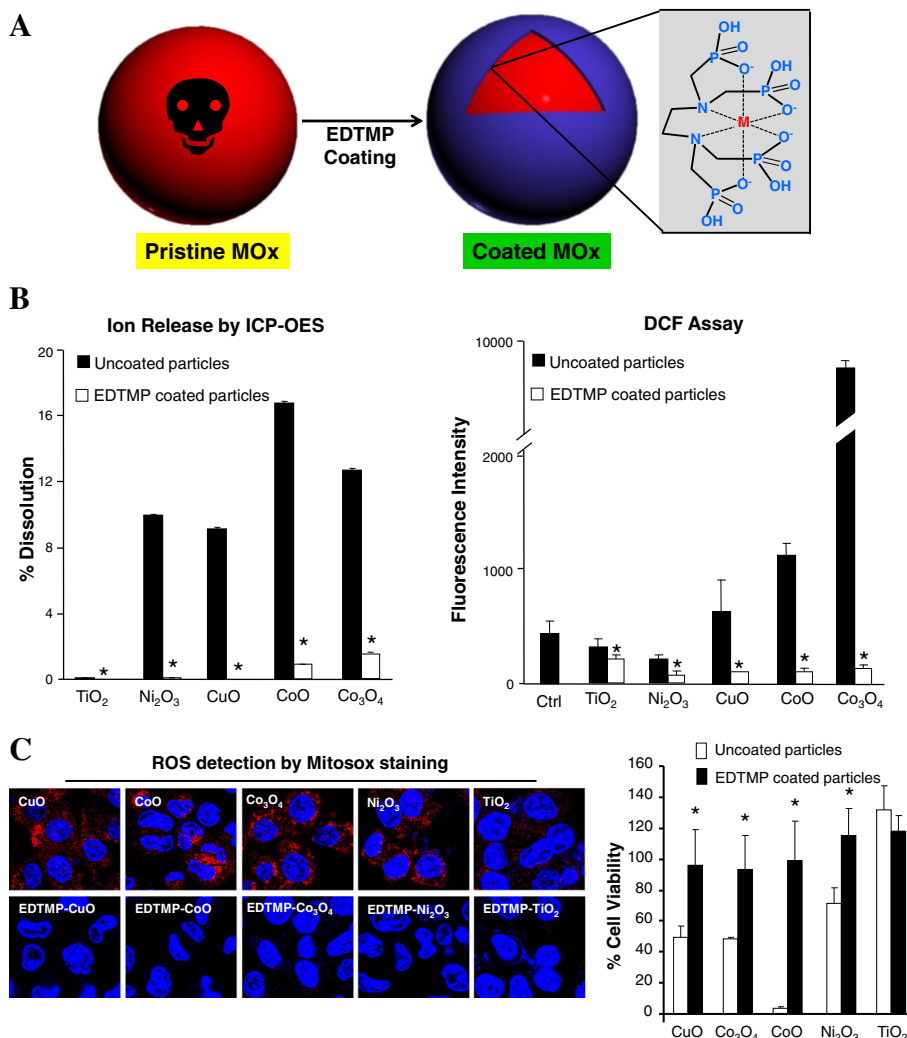 A
OH
P
O
O-
OH
P
O
O-
N
M
N
O-
P
O
OH
O-
P
O
OH
EDTMP
Coating
Pristine MOx
Coated MOx
B
Ion Release by ICP-OES
Uncoated particles
EDTMP coated particles
% Dissolution
20
16
12
8
4
0
* * * * *
TiO2 Ni2O3 CuO CoO Co3O4
DCF Assay
Uncoated particles
EDTMP coated particles
Fluorescence Intensity
10000
2000
1000
0
* * * * *
Ctrl TiO2 Ni2O3 CuO CoO Co3O4
C
ROS detection by Mitosox staining
CuO CoO Co3O4 Ni2O3 TiO2
EDTMP-CuO EDTMP-CoO EDTMP-Co3O4 EDTMP-Ni2O3 EDTMP-TiO2
Uncoated particles
EDTMP coated particles
% Cell Viability
160
140
120
100
80
60
40
20
0
* * * *
CuO Co3O4 CoO Ni2O3 TiO2